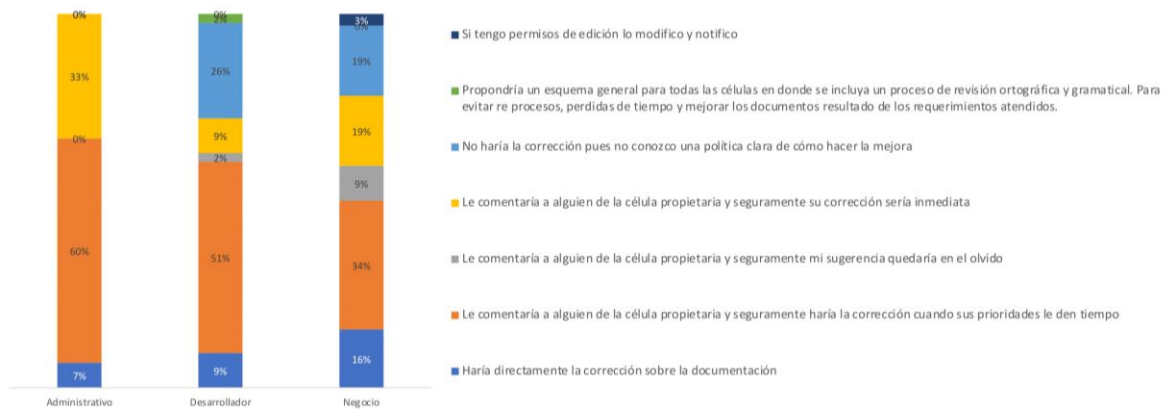 0%
33%
0%
60%
7%
Administrativo
0%
2%
26%
9%
2%
51%
9%
Desarrollador
3%
0%
19%
19%
9%
34%
16%
Negocio
Si tengo permisos de edición lo modifico y notifico
Propondría un esquema general para todas las células en donde se incluya un proceso de revisión ortográfica y gramatical. Para
evitar re procesos, perdidas de tiempo y mejorar los documentos resultado de los requerimientos atendidos.
No haría la corrección pues no conozco una política clara de cómo hacer la mejora
Le comentaría a alguien de la célula propietaria y seguramente su corrección sería inmediata
Le comentaría a alguien de la célula propietaria y seguramente mi sugerencia quedaría en el olvido
Le comentaría a alguien de la célula propietaria y seguramente haría la corrección cuando sus prioridades le den tiempo
Haría directamente la corrección sobre la documentación